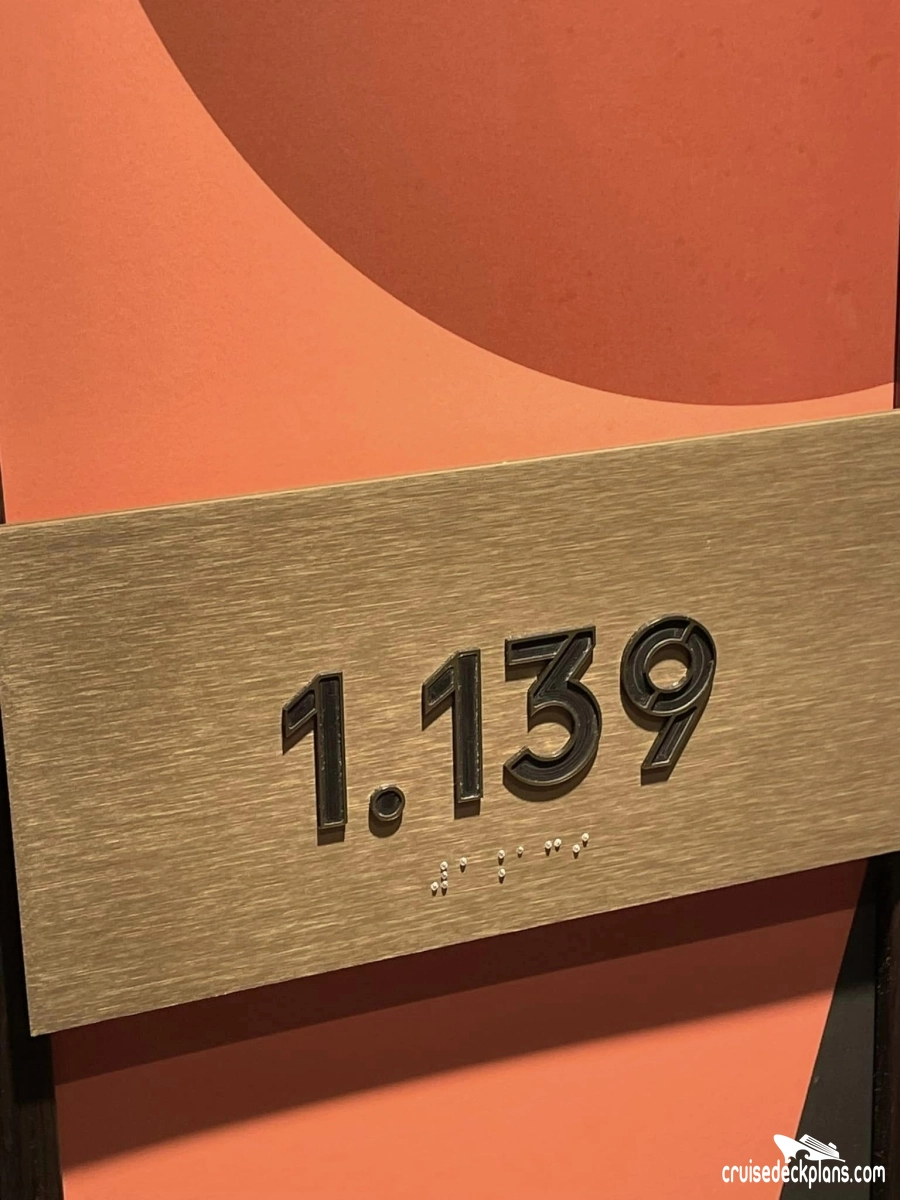 1.139
⠼⠁⠲⠁⠉⠊
cruisedeckplans.com